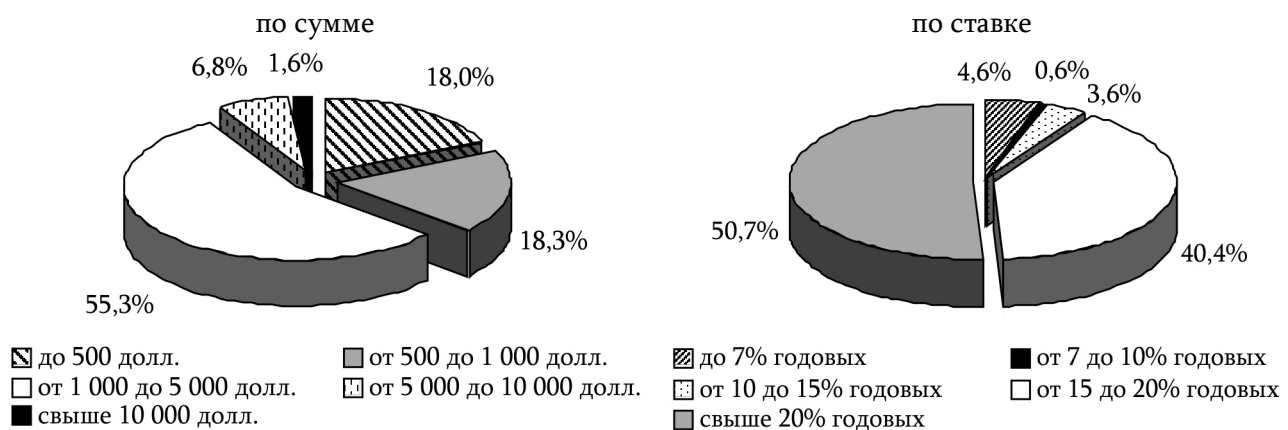 по сумме
6,8%
1,6%
18,0%
18,3%
55,3%
до 500 долл.
от 500 до 1 000 долл.
от 1 000 до 5 000 долл.
от 5 000 до 10 000 долл.
свыше 10 000 долл.
по ставке
4,6%
0,6%
3,6%
50,7%
40,4%
до 7% годовых
от 7 до 10% годовых
от 10 до 15% годовых
от 15 до 20% годовых
свыше 20% годовых